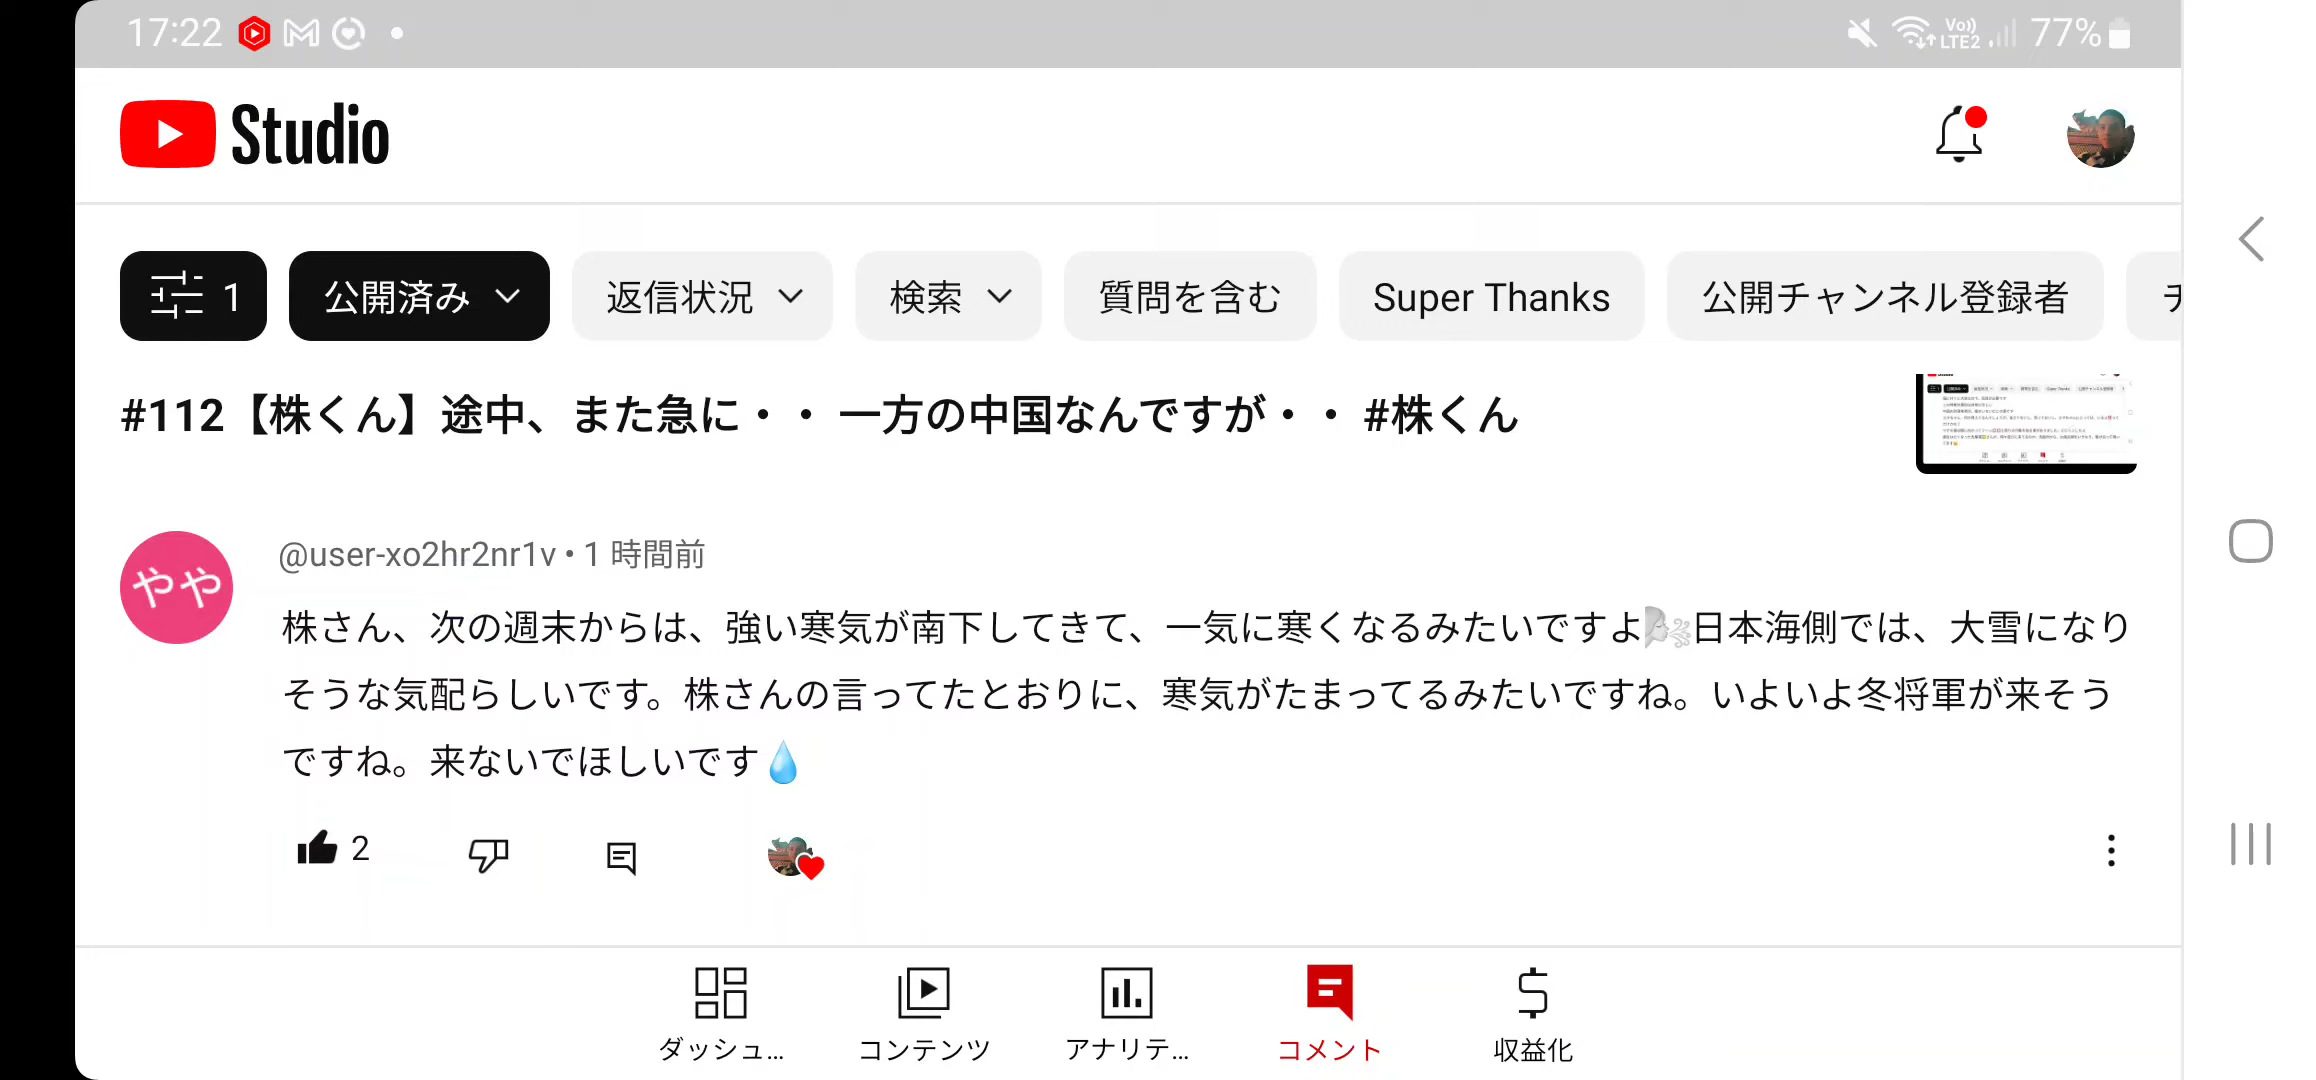 17:22
Vo))
LTE2
77%
Studio
1
公開済み
返信状況
検索
質問を含む
Super Thanks
公開チャンネル登録者
#112【株くん】途中、また急に・・ 一方の中国なんですが・・ #株くん
やや
@user-xo2hr2nr1v • 1 時間前
株さん、次の週末からは、強い寒気が南下してきて、一気に寒くなるみたいですよ🌬️日本海側では、大雪になり
そうな気配らしいです。株さんの言ってたとおりに、寒気がたまってるみたいですね。いよいよ冬将軍が来そう
ですね。来ないでほしいです💧
2
ダッシュ...
コンテンツ
アナリテ...
コメント
収益化